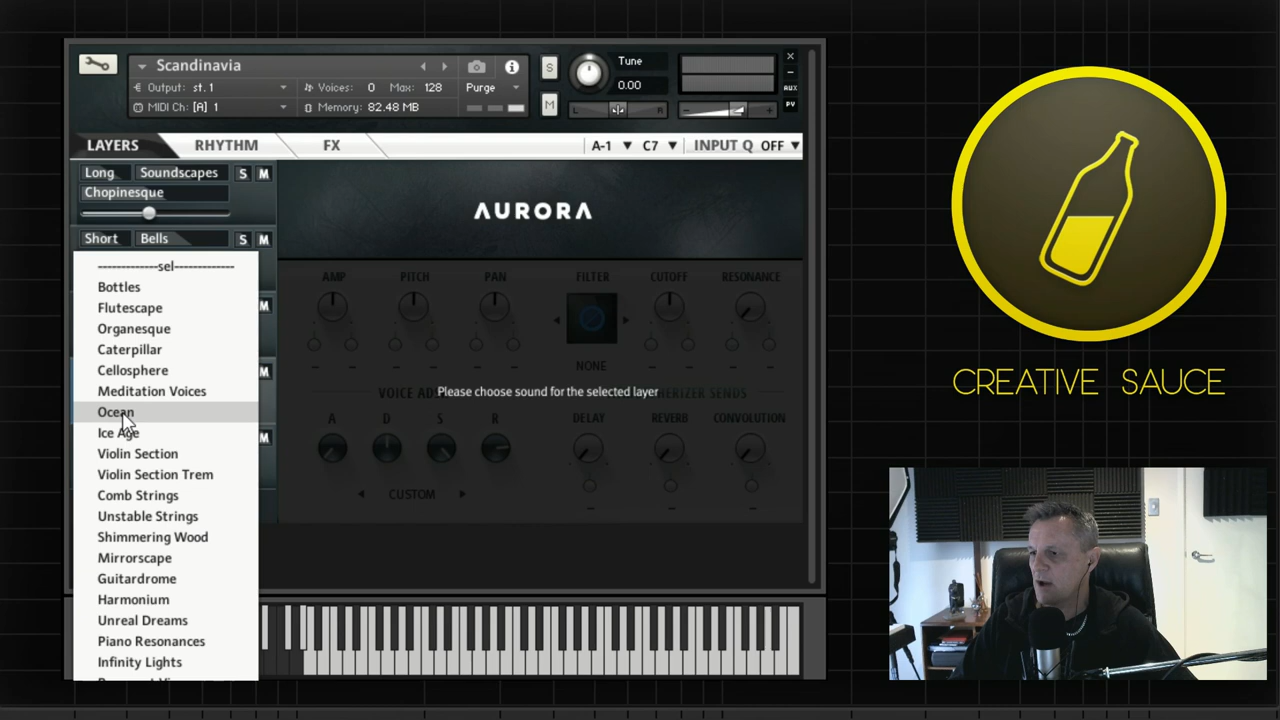 Scandinavia
Output: st. 1
Voices: 0 Max: 128
Purge
MIDI Ch: [A] 1
Memory: 82.48 MB
S
M
Tune
0.00
AUX
PV
L
R
LAYERS
RHYTHM
FX
A-1
C7
INPUT Q OFF
Long Soundscapes S M
Chopinesque
Short Bells S M
M
M
M
-------------sel-------------
Bottles
Flutescape
Organesque
Caterpillar
Cellosphere
Meditation Voices
Ocean
Ice Age
Violin Section
Violin Section Trem
Comb Strings
Unstable Strings
Shimmering Wood
Mirrorscape
Guitardrome
Harmonium
Unreal Dreams
Piano Resonances
Infinity Lights
AURORA
AMP PITCH PAN FILTER CUTOFF RESONANCE
NONE
Please choose sound for the selected layer
A D S R
DELAY REVERB CONVOLUTION
CUSTOM
CREATIVE SAUCE